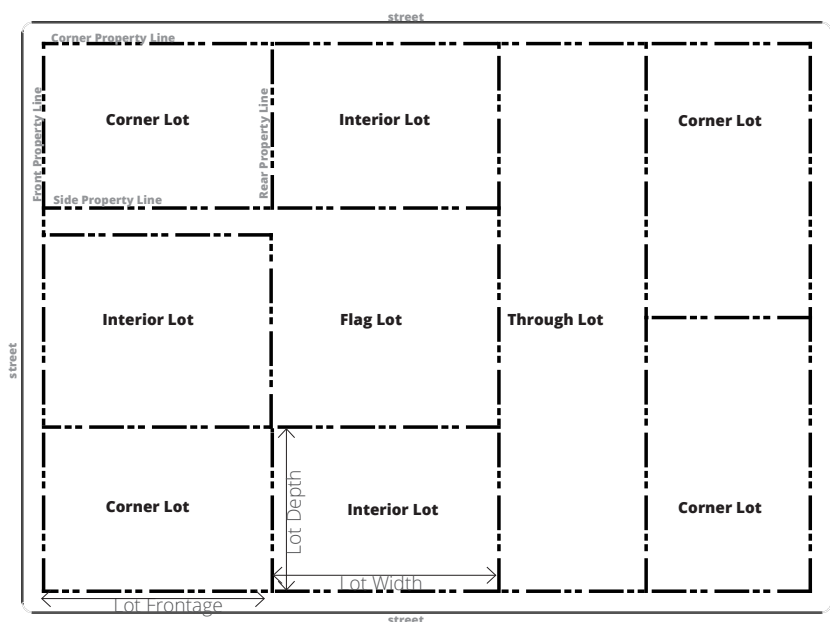 street
Corner Property Line
Front Property Line
Rear Property Line
Corner Lot
Interior Lot
Corner Lot
Side Property Line
street
Interior Lot
Flag Lot
Through Lot
Lot Depth
Corner Lot
Interior Lot
Corner Lot
Lot Width
Lot Frontage
street